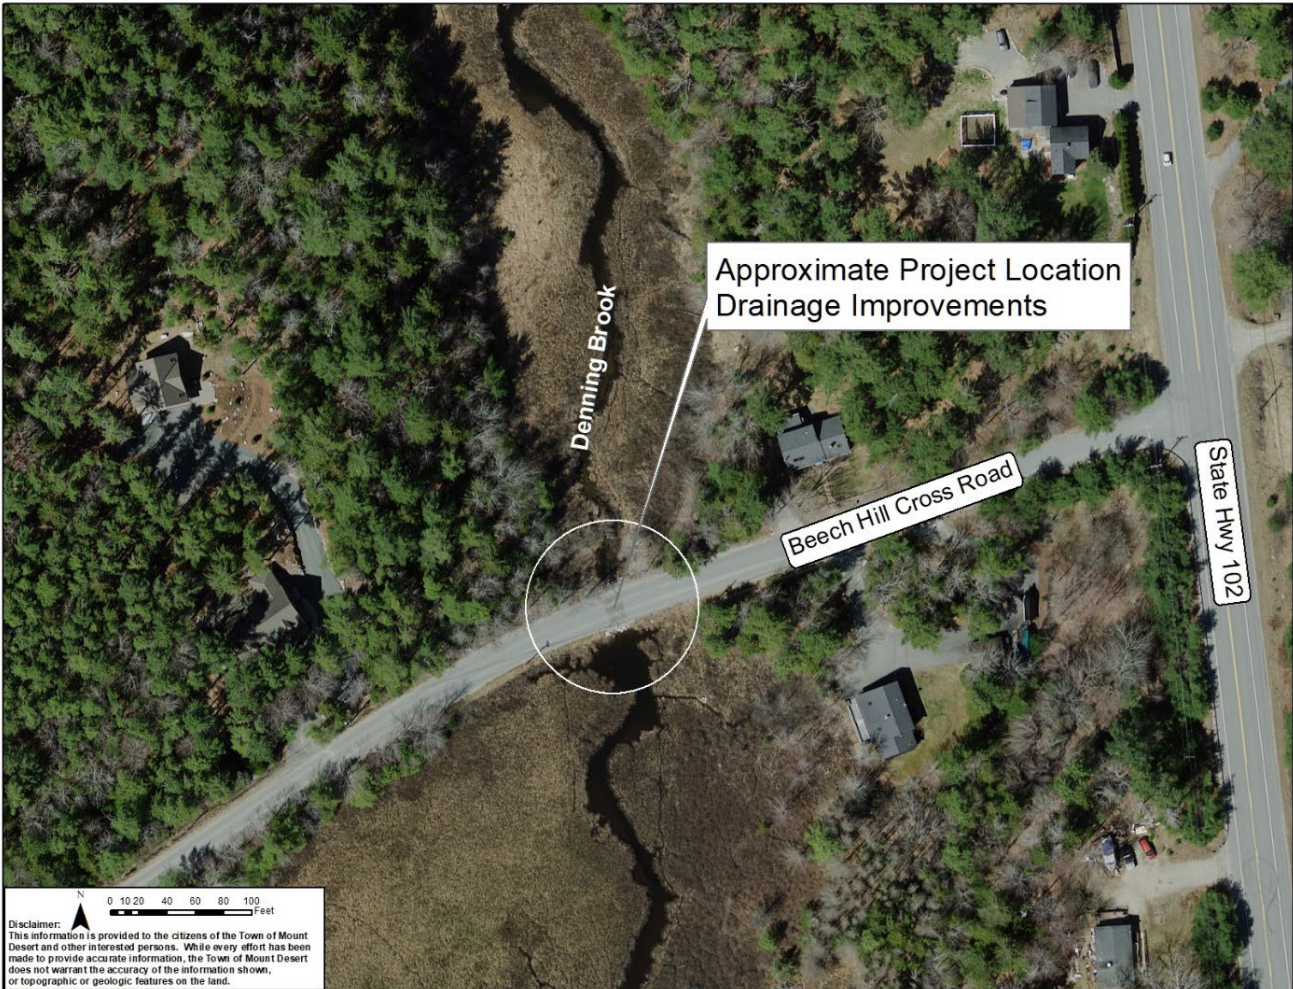 Approximate Project Location
Drainage Improvements
Denning Brook
Beech Hill Cross Road
State Hwy 102
N
0 10 20 40 60 80 100
Feet
Disclaimer:
This information is provided to the citizens of the Town of Mount
Desert and other interested persons. While every effort has been
made to provide accurate information, the Town of Mount Desert
does not warrant the accuracy of the information shown,
or topographic or geologic features on the land.